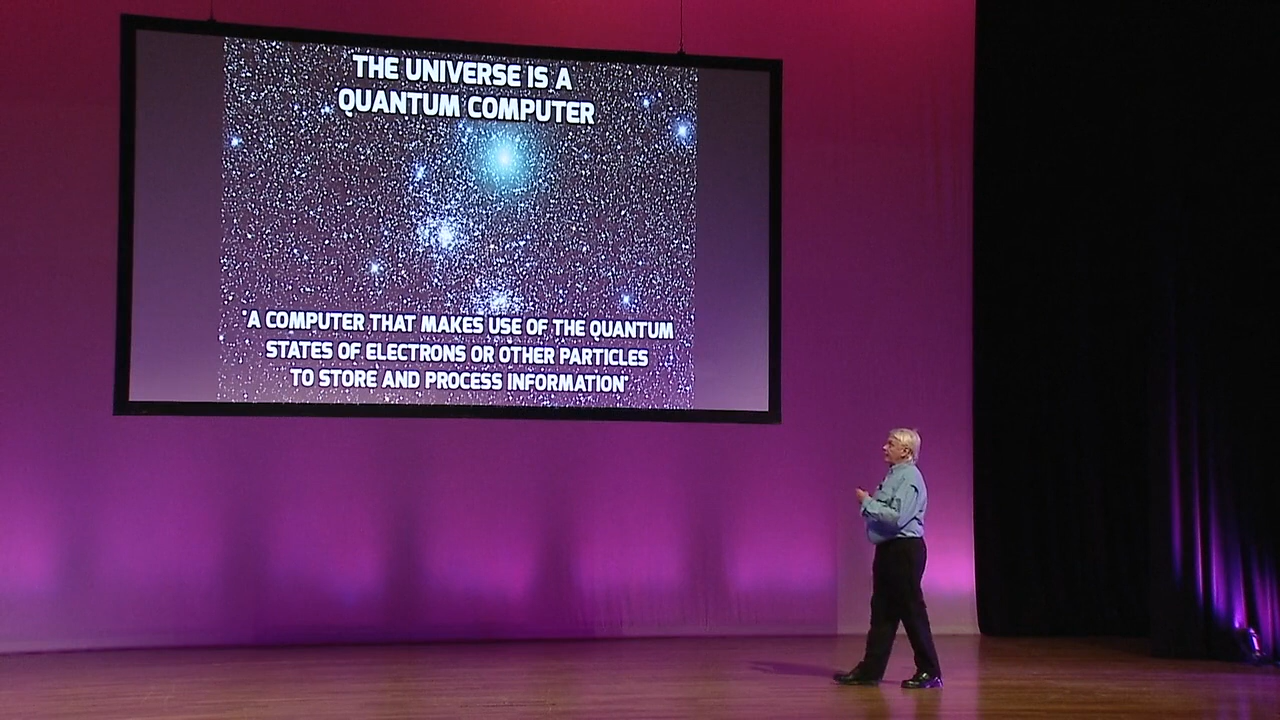 THE UNIVERSE IS A
QUANTUM COMPUTER
"A COMPUTER THAT MAKES USE OF THE QUANTUM
STATES OF ELECTRONS OR OTHER PARTICLES
TO STORE AND PROCESS INFORMATION"